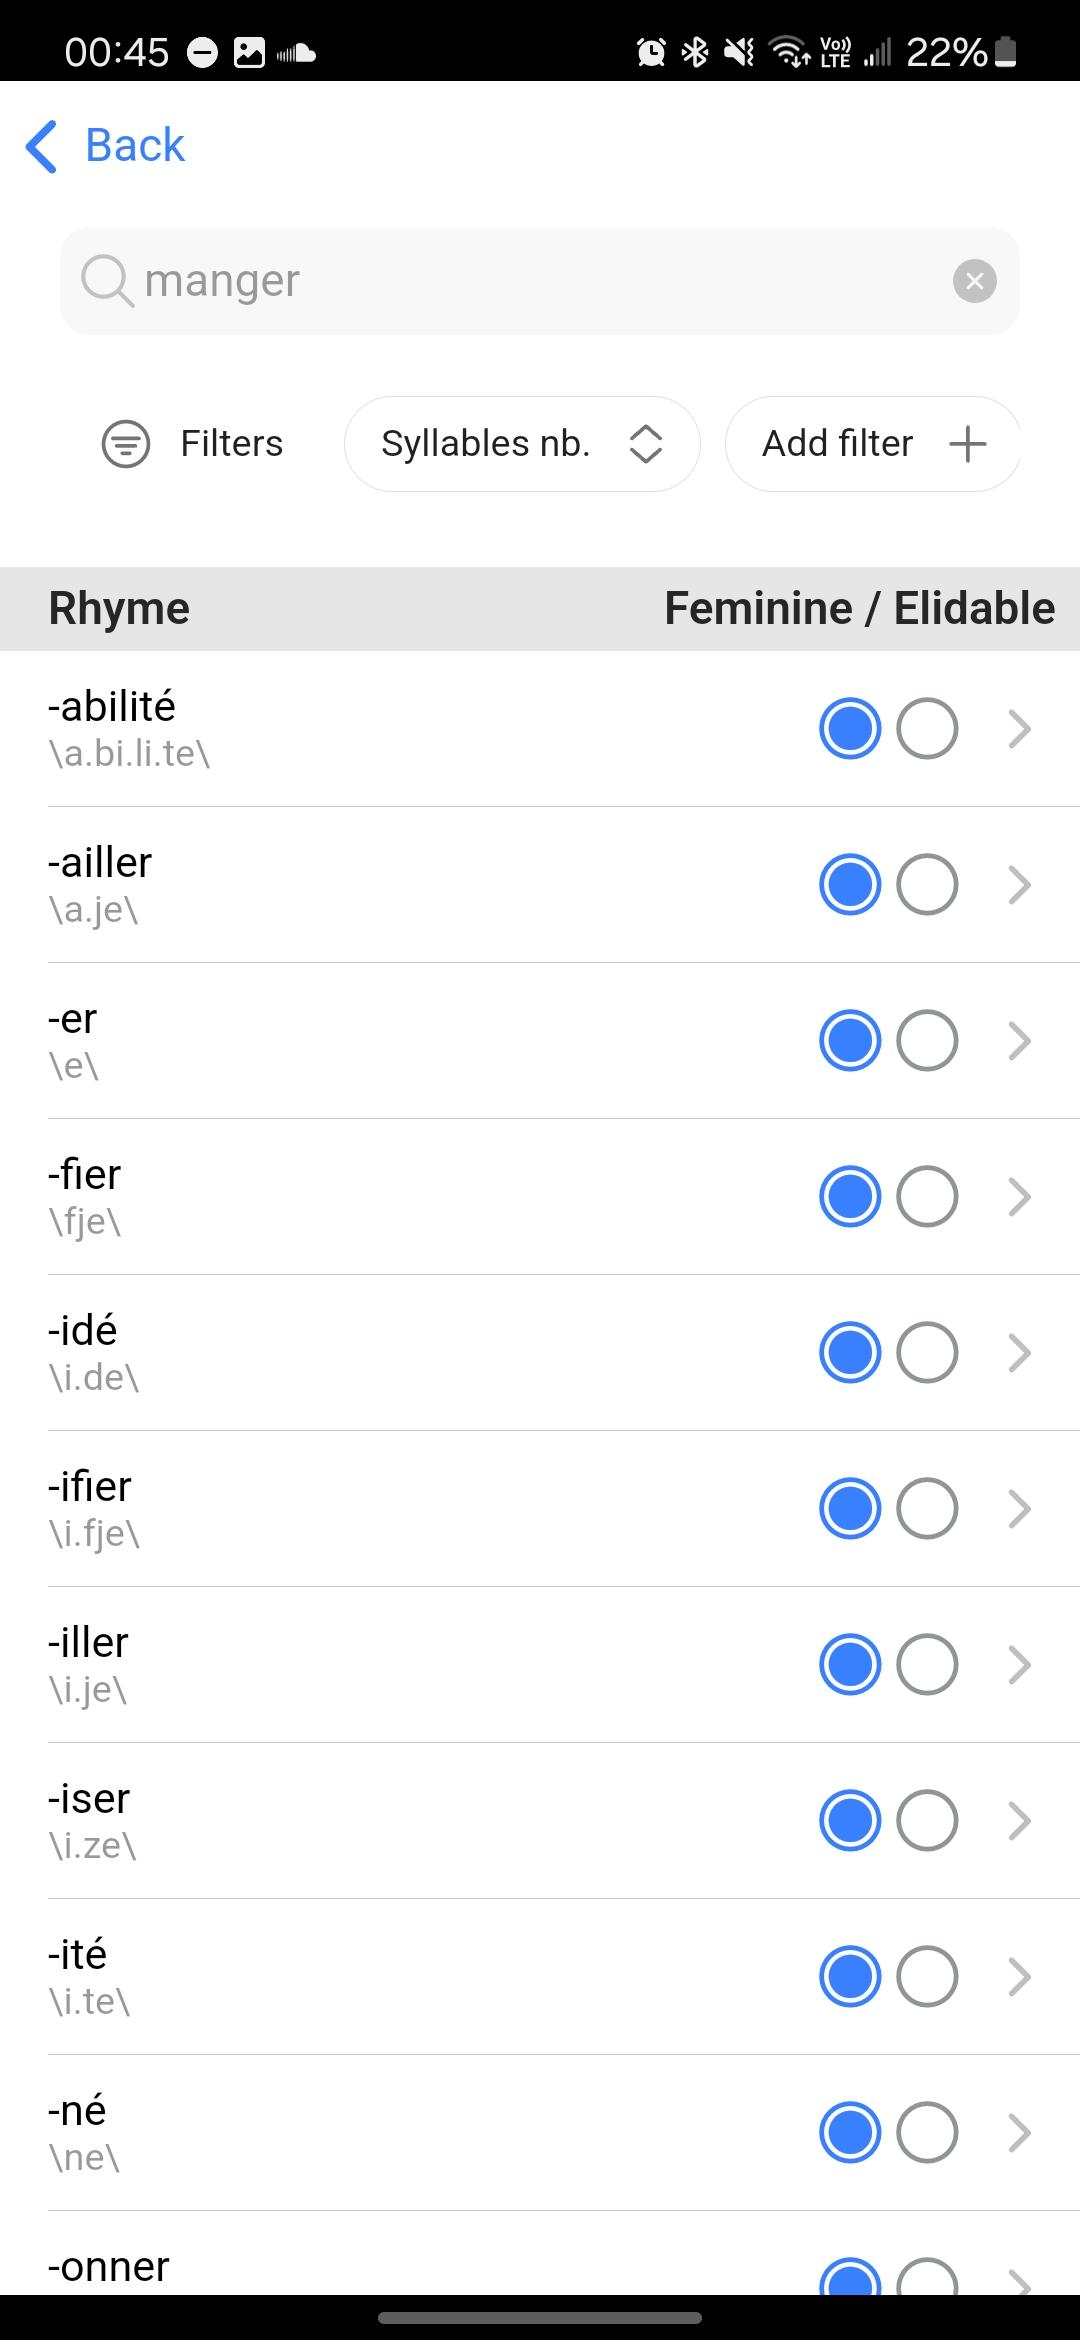 00:45 Vo)) LTE 22%
Back
manger
Filters Syllables nb. Add filter
Rhyme Feminine / Elidable
-abilité
\a.bi.li.te\
-ailler
\a.je\
-er
\e\
-fier
\fje\
-idé
\i.de\
-ifier
\i.fje\
-iller
\i.je\
-iser
\i.ze\
-ité
\i.te\
-né
\ne\
-onner